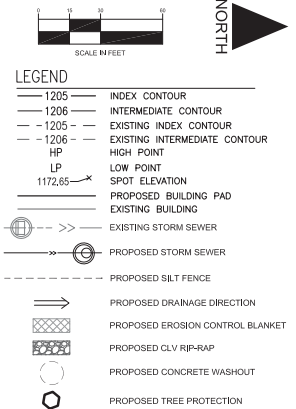 0 15 30 60
SCALE IN FEET
NORTH
LEGEND
1205 INDEX CONTOUR
1206 INTERMEDIATE CONTOUR
1205 EXISTING INDEX CONTOUR
1206 EXISTING INTERMEDIATE CONTOUR
HP HIGH POINT
LP LOW POINT
1172.65 SPOT ELEVATION
PROPOSED BUILDING PAD
EXISTING BUILDING
>> EXISTING STORM SEWER
>> PROPOSED STORM SEWER
PROPOSED SILT FENCE
PROPOSED DRAINAGE DIRECTION
PROPOSED EROSION CONTROL BLANKET
PROPOSED CLV RIP-RAP
PROPOSED CONCRETE WASHOUT
PROPOSED TREE PROTECTION